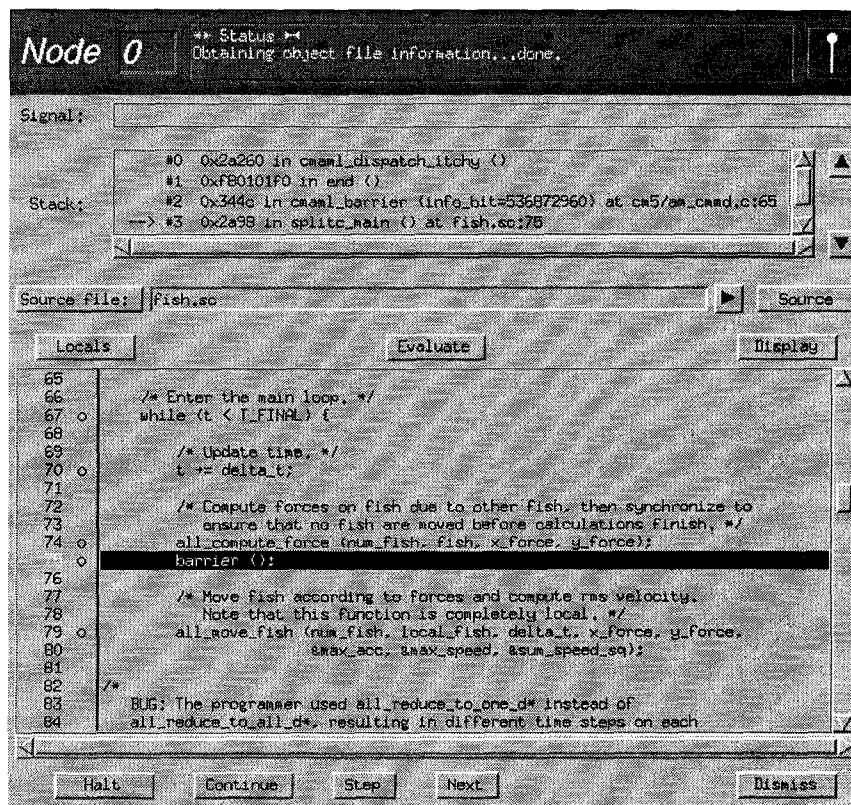 Node 0
** Status **
Obtaining object file information...done.
Signal:
Stack:
#0 0x2a260 in cmaml_dispatch_itchy ()
#1 0xf80101f0 in end ()
#2 0x344c in cmaml_barrier (info_bit=536872960) at cm5/am_cmmd.c:65
--> #3 0x2a98 in splitc_main () at fish.sc:75
Source file: fish.sc Source
Locals Evaluate Display
65
66 /* Enter the main loop. */
67 o while (t < T_FINAL) {
68
69 /* Update time. */
70 o t += delta_t;
71
72 /* Compute forces on fish due to other fish, then synchronize to
73 ensure that no fish are moved before calculations finish. */
74 o all_compute_force (num_fish, fish, x_force, y_force);
o barrier ();
76
77 /* Move fish according to forces and compute rms velocity.
78 Note that this function is completely local. */
79 o all_move_fish (num_fish, local_fish, delta_t, x_force, y_force,
80 &max_acc, &max_speed, &sum_speed_sq);
81
82 /*
83 BUG: The programmer used all_reduce_to_one_d* instead of
84 all_reduce_to_all_d*, resulting in different time steps on each
Halt Continue Step Next Dismiss